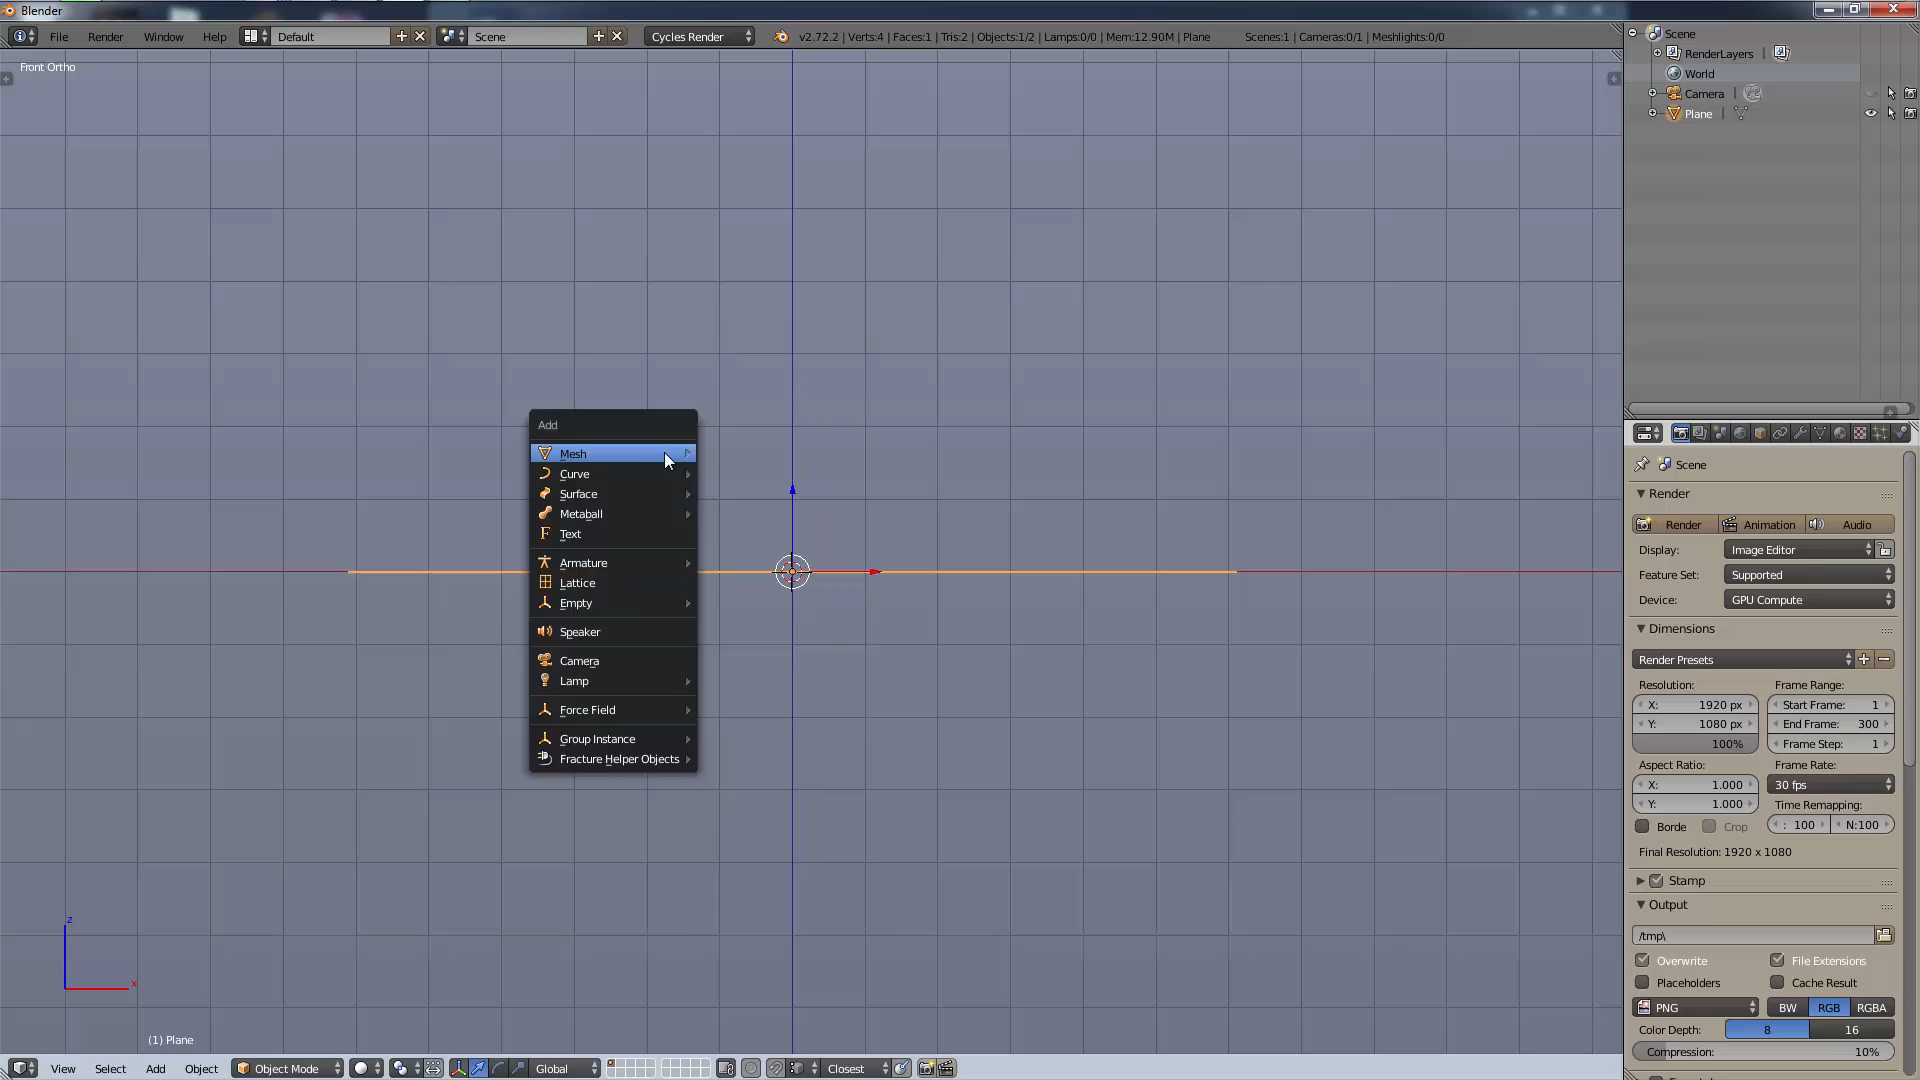 Blender
File Render Window Help Default Scene Cycles Render v2.72.2 | Verts:4 | Faces:1 | Tris:2 | Objects:1/2 | Lamps:0/0 | Mem:12.90M | Plane Scenes:1 | Cameras:0/1 | Meshlights:0/0
Front Ortho
Scene
RenderLayers
World
Camera
Plane
Add
Mesh
Curve
Surface
Metaball
Text
Armature
Lattice
Empty
Speaker
Camera
Lamp
Force Field
Group Instance
Fracture Helper Objects
z
x
(1) Plane
View Select Add Object Object Mode Global Closest
Scene
Render
Render Animation Audio
Display: Image Editor
Feature Set: Supported
Device: GPU Compute
Dimensions
Render Presets
Resolution: Frame Range:
X: 1920 px Start Frame: 1
Y: 1080 px End Frame: 300
100% Frame Step: 1
Aspect Ratio: Frame Rate:
X: 1.000 30 fps
Y: 1.000 Time Remapping:
Borde Crop : 100 N:100
Final Resolution: 1920 x 1080
Stamp
Output
/tmp\
Overwrite File Extensions
Placeholders Cache Result
PNG BW RGB RGBA
Color Depth: 8 16
Compression: 10%